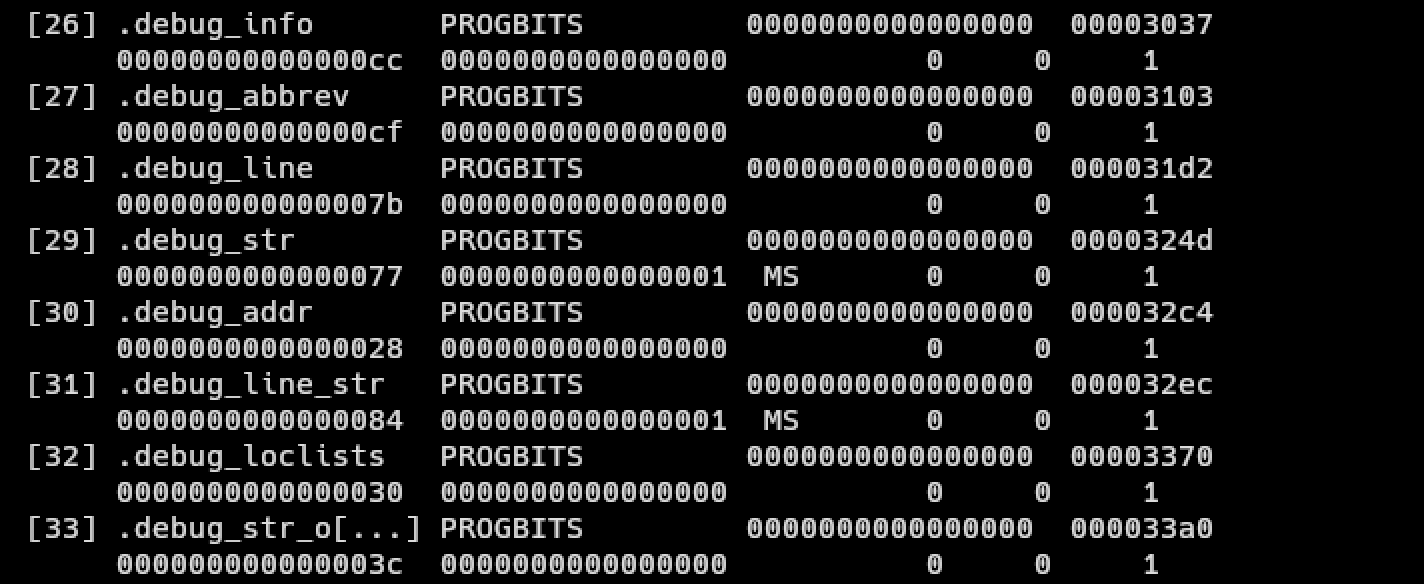 [26] .debug_info       PROGBITS         0000000000000000  00003037
     00000000000000cc  0000000000000000           0     0     1
[27] .debug_abbrev     PROGBITS         0000000000000000  00003103
     00000000000000cf  0000000000000000           0     0     1
[28] .debug_line       PROGBITS         0000000000000000  000031d2
     000000000000007b  0000000000000000           0     0     1
[29] .debug_str        PROGBITS         0000000000000000  0000324d
     0000000000000077  0000000000000001  MS       0     0     1
[30] .debug_addr       PROGBITS         0000000000000000  000032c4
     0000000000000028  0000000000000000           0     0     1
[31] .debug_line_str   PROGBITS         0000000000000000  000032ec
     0000000000000084  0000000000000001  MS       0     0     1
[32] .debug_loclists   PROGBITS         0000000000000000  00003370
     0000000000000030  0000000000000000           0     0     1
[33] .debug_str_o[...] PROGBITS         0000000000000000  000033a0
     000000000000003c  0000000000000000           0     0     1